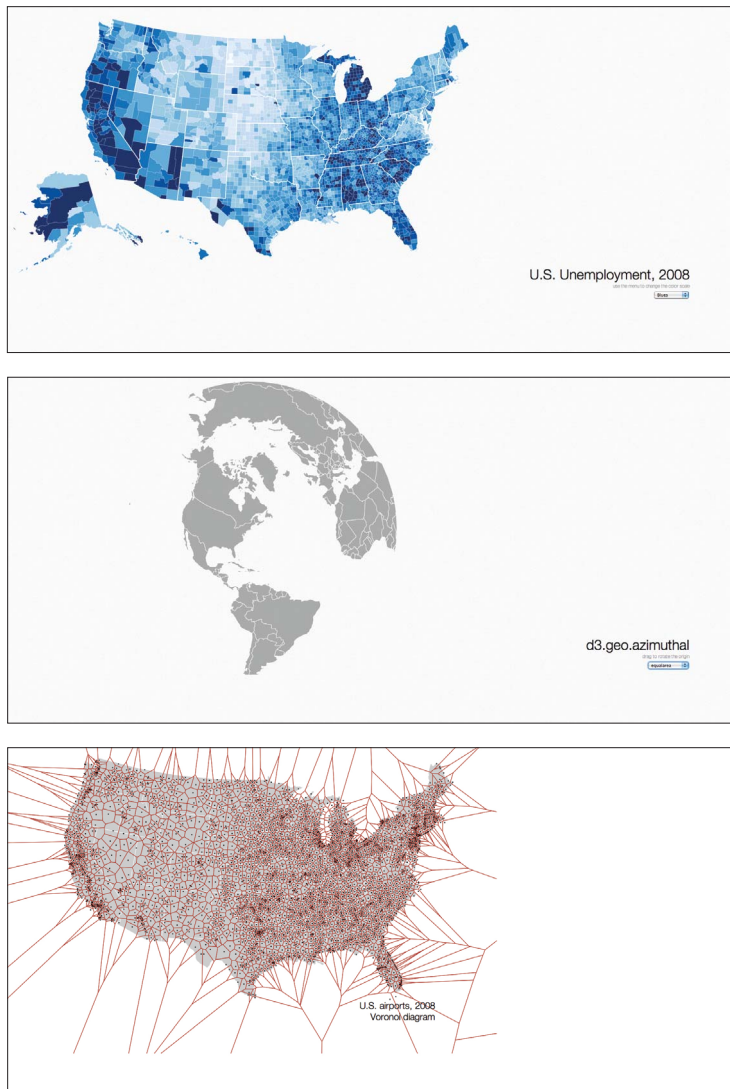 U.S. Unemployment, 2008
use the menu to change the color scale
Blues
d3.geo.azimuthal
drag to rotate the origin
equalarea
U.S. airports, 2008
Voronoi diagram